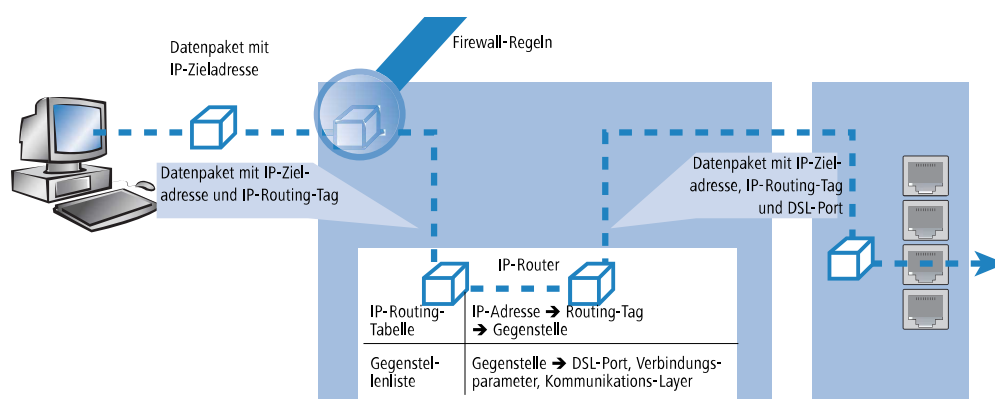 Datenpaket mit
IP-Zieladresse
Firewall-Regeln
Datenpaket mit IP-Ziel-
adresse und IP-Routing-Tag
Datenpaket mit IP-Ziel-
adresse, IP-Routing-Tag
und DSL-Port
IP-Router
IP-Routing-
Tabelle
IP-Adresse ➔ Routing-Tag
➔ Gegenstelle
Gegenstel-
lenliste
Gegenstelle ➔ DSL-Port, Verbindungs-
parameter, Kommunikations-Layer